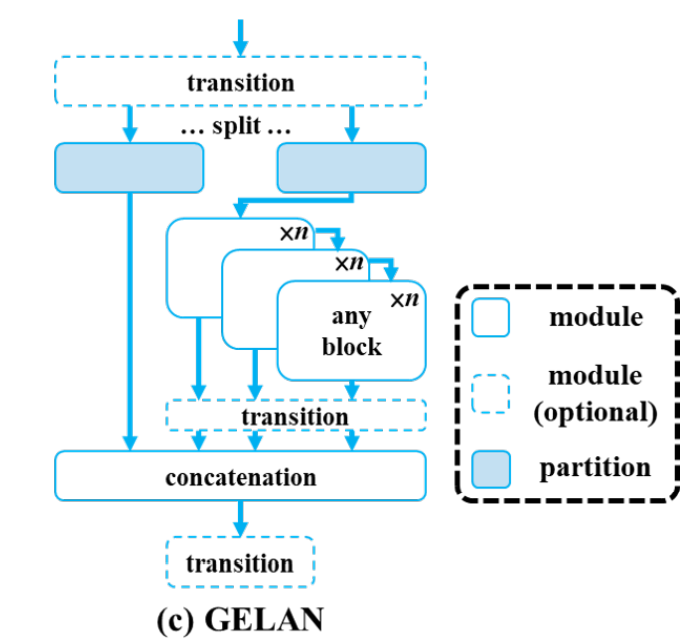 transition
... split ...
×n
×n
×n
any
block
transition
concatenation
transition
module
module
(optional)
partition
(c) GELAN